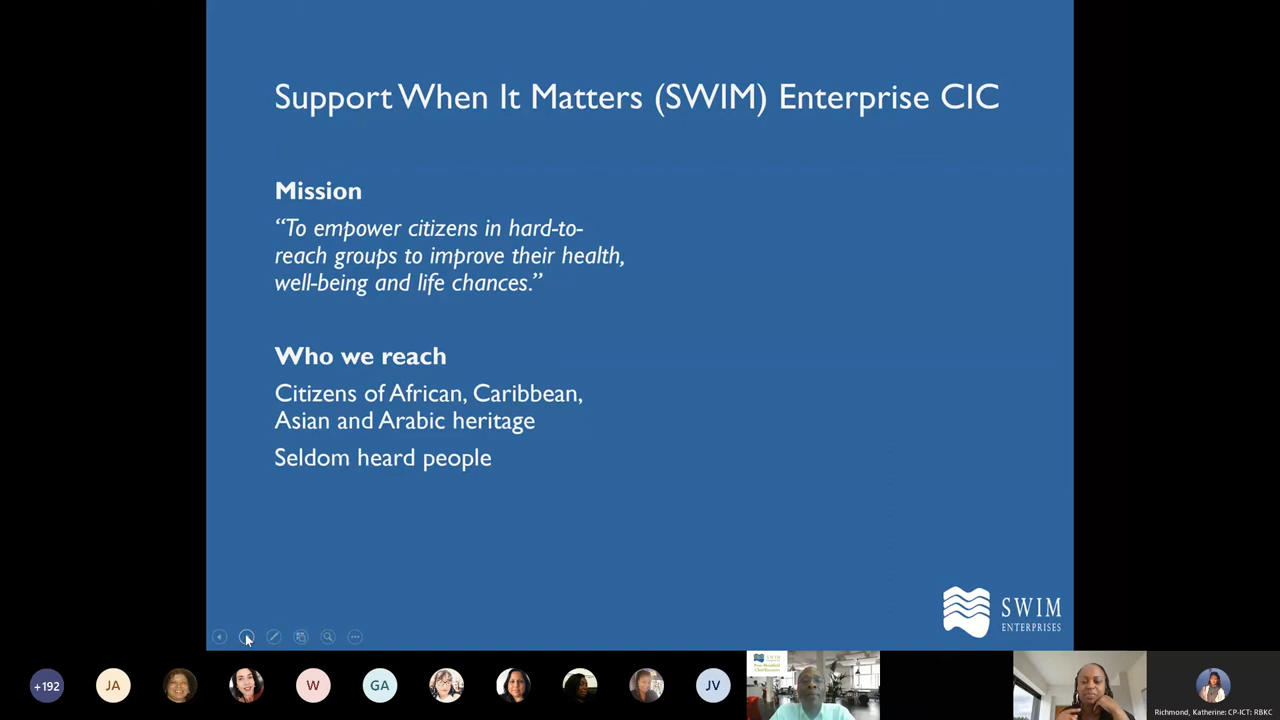 Support When It Matters (SWIM) Enterprise CIC
Mission
“To empower citizens in hard-to-
reach groups to improve their health,
well-being and life chances.”
Who we reach
Citizens of African, Caribbean,
Asian and Arabic heritage
Seldom heard people
SWIM
ENTERPRISES
+192
JA
W
GA
JV
Richmond, Katherine: CP-ICT: RBKC